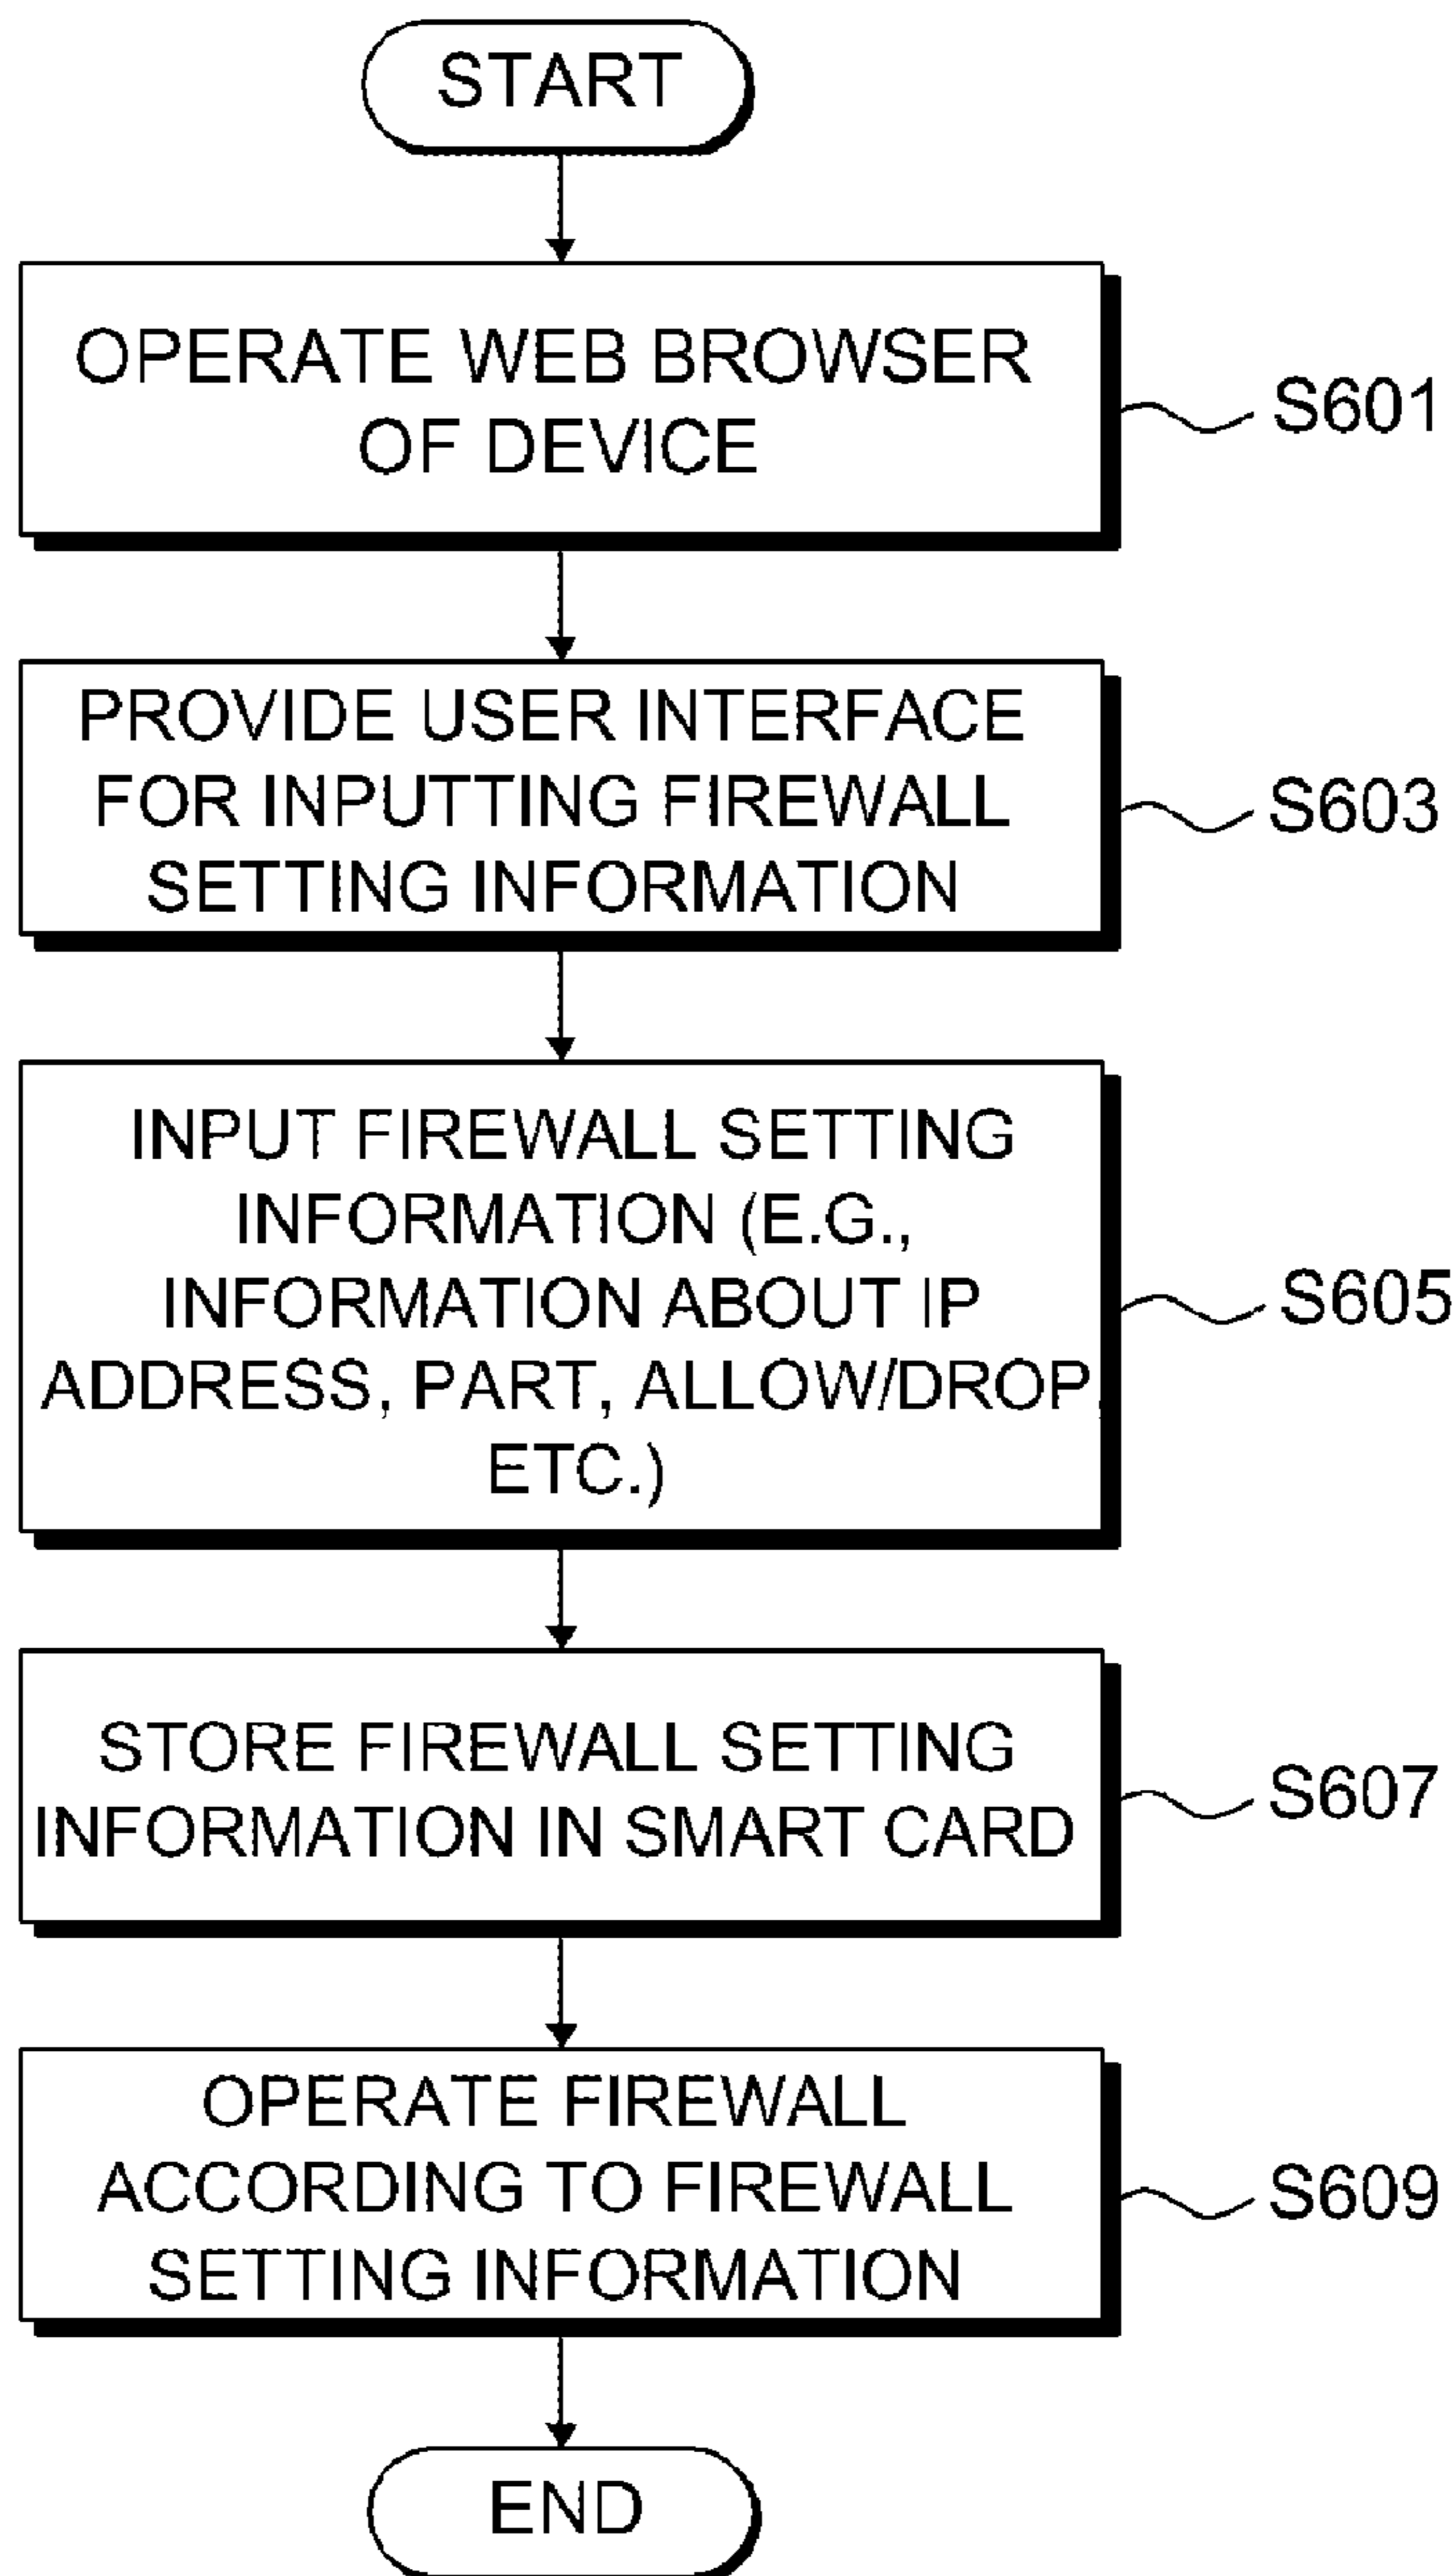 START
OPERATE WEB BROWSER
OF DEVICE
S601
PROVIDE USER INTERFACE
FOR INPUTTING FIREWALL
SETTING INFORMATION
S603
INPUT FIREWALL SETTING
INFORMATION (E.G.,
INFORMATION ABOUT IP
ADDRESS, PART, ALLOW/DROP,
ETC.)
S605
STORE FIREWALL SETTING
INFORMATION IN SMART CARD
S607
OPERATE FIREWALL
ACCORDING TO FIREWALL
SETTING INFORMATION
S609
END